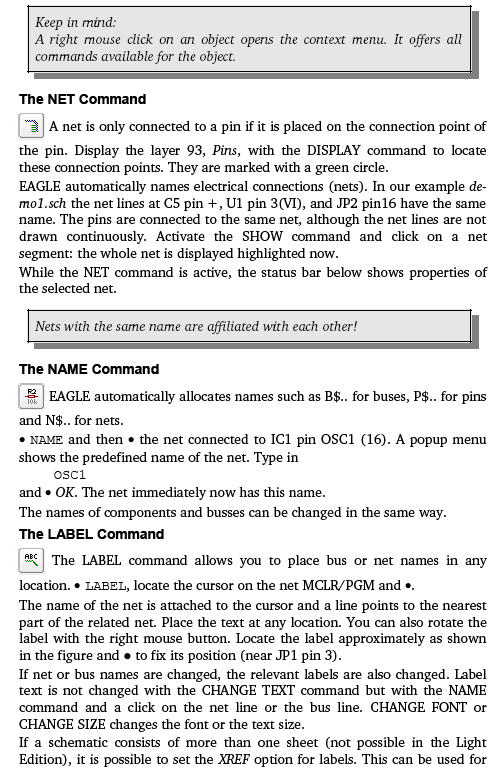 Keep in mind:
A right mouse click on an object opens the context menu. It offers all
commands available for the object.
The NET Command
A net is only connected to a pin if it is placed on the connection point of
the pin. Display the layer 93, Pins, with the DISPLAY command to locate
these connection points. They are marked with a green circle.
EAGLE automatically names electrical connections (nets). In our example de-
mo1.sch the net lines at C5 pin +, U1 pin 3(VI), and JP2 pin16 have the same
name. The pins are connected to the same net, although the net lines are not
drawn continuously. Activate the SHOW command and click on a net
segment: the whole net is displayed highlighted now.
While the NET command is active, the status bar below shows properties of
the selected net.
Nets with the same name are affiliated with each other!
The NAME Command
R2
10k
EAGLE automatically allocates names such as B$.. for buses, P$.. for pins
and N$.. for nets.
• NAME and then • the net connected to IC1 pin OSC1 (16). A popup menu
shows the predefined name of the net. Type in
OSC1
and • OK. The net immediately now has this name.
The names of components and busses can be changed in the same way.
The LABEL Command
ABC
The LABEL command allows you to place bus or net names in any
location. • LABEL, locate the cursor on the net MCLR/PGM and •.
The name of the net is attached to the cursor and a line points to the nearest
part of the related net. Place the text at any location. You can also rotate the
label with the right mouse button. Locate the label approximately as shown
in the figure and • to fix its position (near JP1 pin 3).
If net or bus names are changed, the relevant labels are also changed. Label
text is not changed with the CHANGE TEXT command but with the NAME
command and a click on the net line or the bus line. CHANGE FONT or
CHANGE SIZE changes the font or the text size.
If a schematic consists of more than one sheet (not possible in the Light
Edition), it is possible to set the XREF option for labels. This can be used for